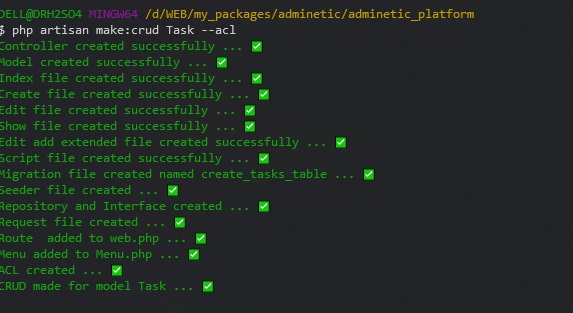 DELL@DRH2SO4 MINGW64 /d/WEB/my_packages/adminetic/adminetic_platform
$ php artisan make:crud Task --acl
Controller created successfully ... ✅
Model created successfully ... ✅
Index file created successfully ... ✅
Create file created successfully ... ✅
Edit file created successfully ... ✅
Show file created successfully ... ✅
Edit add extended file created successfully ... ✅
Script file created successfully ... ✅
Migration file created named create_tasks_table ... ✅
Seeder file created ... ✅
Repository and Interface created ... ✅
Request file created ... ✅
Route  added to web.php ... ✅
Menu added to Menu.php ... ✅
ACL created ... ✅
CRUD made for model Task ... ✅